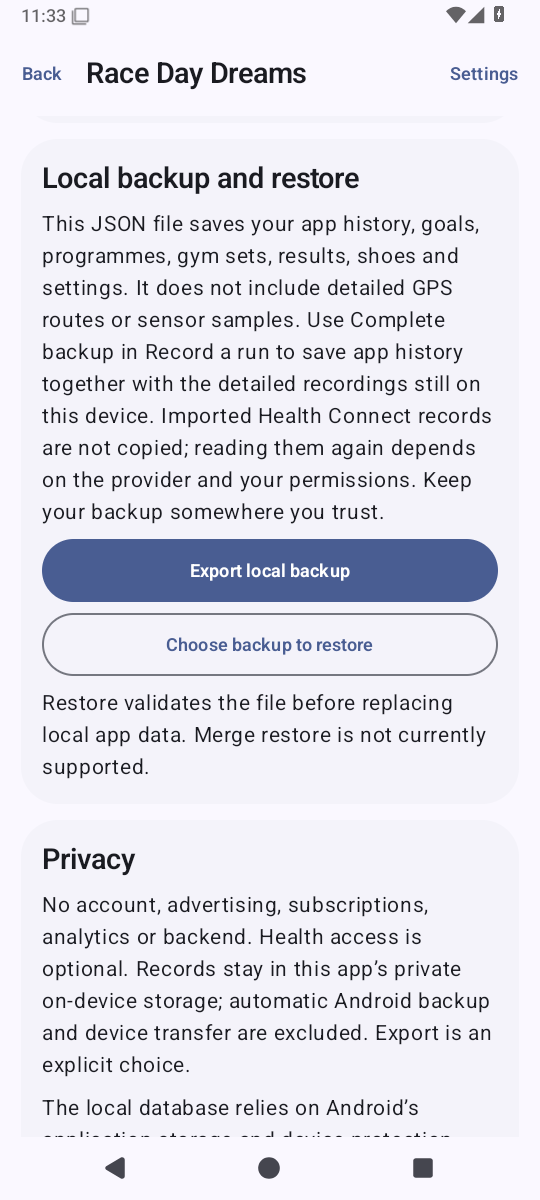 11:33
Back Race Day Dreams Settings
Local backup and restore
This JSON file saves your app history, goals,
programmes, gym sets, results, shoes and
settings. It does not include detailed GPS
routes or sensor samples. Use Complete
backup in Record a run to save app history
together with the detailed recordings still on
this device. Imported Health Connect records
are not copied; reading them again depends
on the provider and your permissions. Keep
your backup somewhere you trust.
Export local backup
Choose backup to restore
Restore validates the file before replacing
local app data. Merge restore is not currently
supported.
Privacy
No account, advertising, subscriptions,
analytics or backend. Health access is
optional. Records stay in this app’s private
on-device storage; automatic Android backup
and device transfer are excluded. Export is an
explicit choice.
The local database relies on Android’s
application storage and device protection